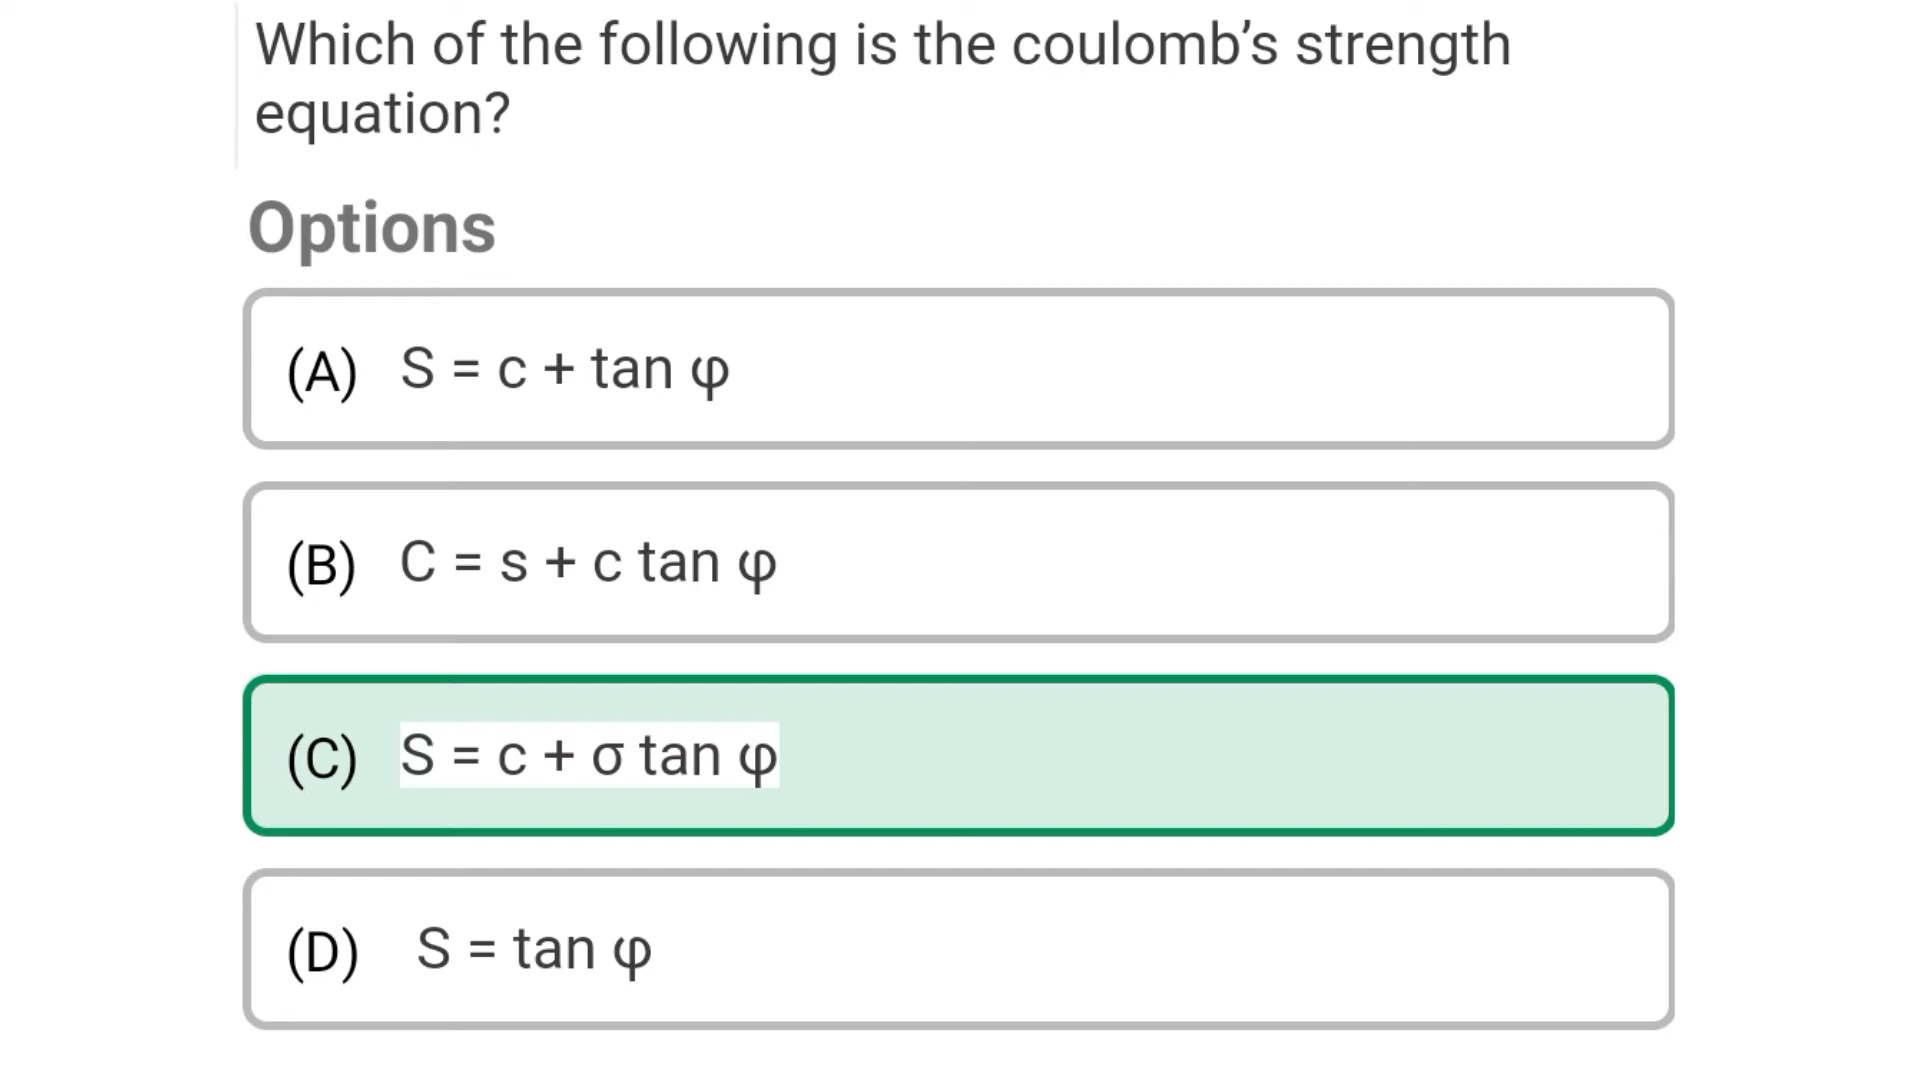 Which of the following is the coulomb’s strength
equation?
Options
(A) S = c + tan φ
(B) C = s + c tan φ
(C) S = c + σ tan φ
(D) S = tan φ